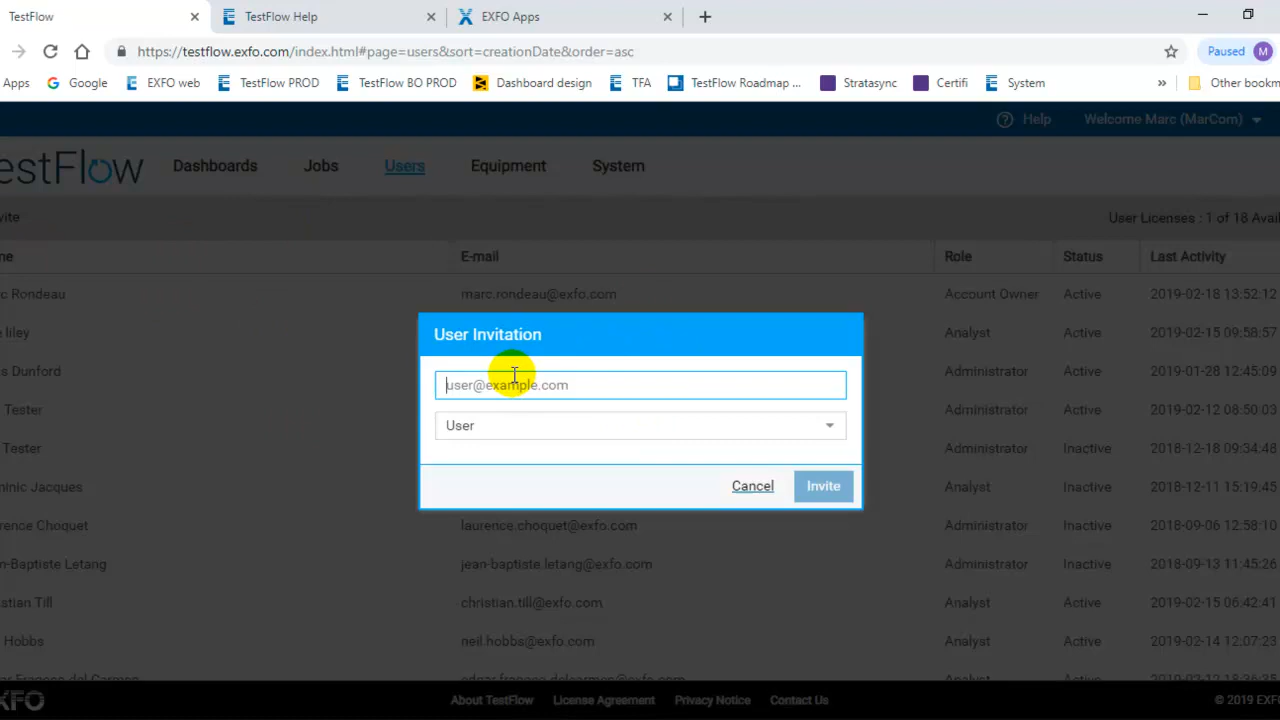 TestFlow
TestFlow Help
EXFO Apps
https://testflow.exfo.com/index.html#page=users&sort=creationDate&order=asc
Paused M
Apps Google EXFO web TestFlow PROD TestFlow BO PROD Dashboard design TFA TestFlow Roadmap ... Stratasync Certifi System » Other bookm
Help Welcome Marc (MarCom)
estFlow Dashboards Jobs Users Equipment System
vite User Licenses : 1 of 18 Avail
me E-mail Role Status Last Activity
rc Rondeau marc.rondeau@exfo.com Account Owner Active 2019-02-18 13:52:12
e liley Analyst Active 2019-02-15 09:58:57
is Dunford Administrator Active 2019-01-28 12:45:09
Tester Administrator Active 2019-02-12 08:50:03
Tester Administrator Inactive 2018-12-18 09:34:48
minic Jacques Analyst Inactive 2018-12-11 15:19:45
rence Choquet laurence.choquet@exfo.com Administrator Inactive 2018-09-06 12:58:10
n-Baptiste Letang jean-baptiste.letang@exfo.com Administrator Inactive 2018-09-13 11:45:26
istian Till christian.till@exfo.com Analyst Active 2019-02-15 06:42:41
Hobbs neil.hobbs@exfo.com Analyst Active 2019-02-14 12:07:23
User Invitation
user@example.com
User
Cancel Invite
EXFO About TestFlow License Agreement Privacy Notice Contact Us © 2019 EXF